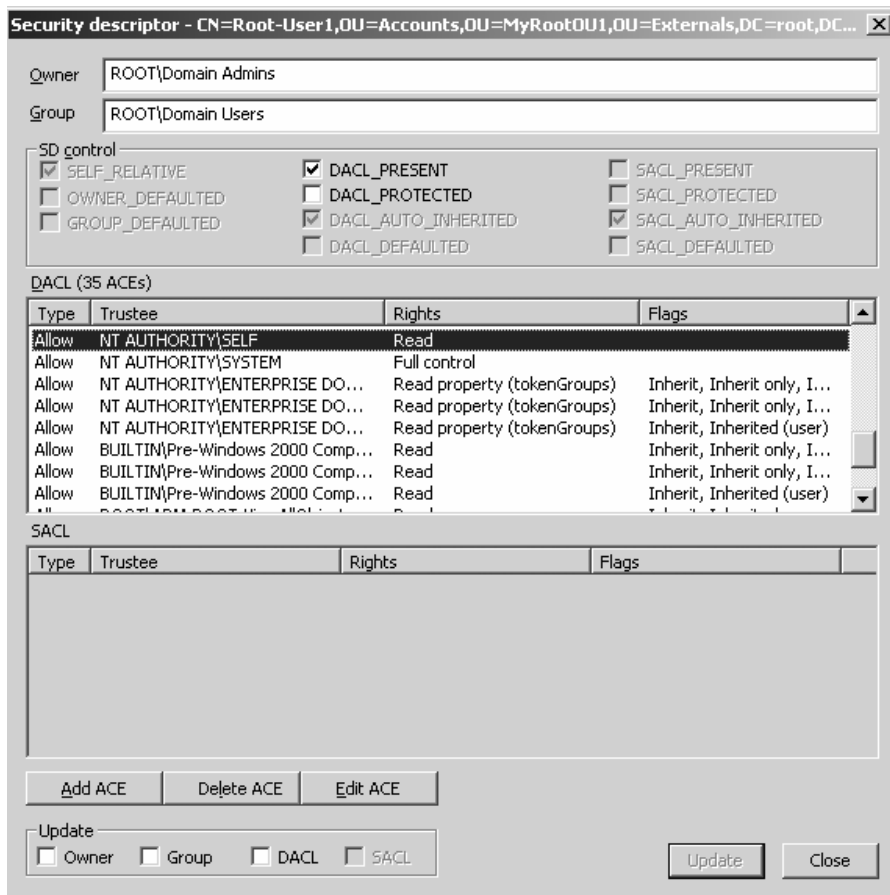 Security descriptor - CN=Root-User1,OU=Accounts,OU=MyRootOU1,OU=Externals,DC=root,DC...
Owner ROOT\Domain Admins
Group ROOT\Domain Users
SD control
SELF_RELATIVE DACL_PRESENT SACL_PRESENT
OWNER_DEFAULTED DACL_PROTECTED SACL_PROTECTED
GROUP_DEFAULTED DACL_AUTO_INHERITED SACL_AUTO_INHERITED
DACL_DEFAULTED SACL_DEFAULTED
DACL (35 ACEs)
Type Trustee Rights Flags
Allow NT AUTHORITY\SELF Read
Allow NT AUTHORITY\SYSTEM Full control
Allow NT AUTHORITY\ENTERPRISE DO... Read property (tokenGroups) Inherit, Inherit only, I...
Allow NT AUTHORITY\ENTERPRISE DO... Read property (tokenGroups) Inherit, Inherit only, I...
Allow NT AUTHORITY\ENTERPRISE DO... Read property (tokenGroups) Inherit, Inherited (user)
Allow BUILTIN\Pre-Windows 2000 Comp... Read Inherit, Inherit only, I...
Allow BUILTIN\Pre-Windows 2000 Comp... Read Inherit, Inherit only, I...
Allow BUILTIN\Pre-Windows 2000 Comp... Read Inherit, Inherited (user)
SACL
Type Trustee Rights Flags
Add ACE Delete ACE Edit ACE
Update
Owner Group DACL SACL Update Close